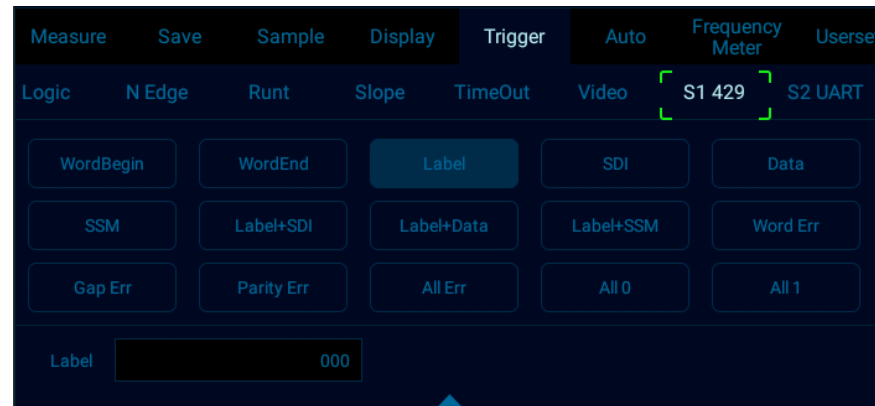 Measure Save Sample Display Trigger Auto Frequency Meter Userse
Logic N Edge Runt Slope TimeOut Video S1 429 S2 UART
WordBegin WordEnd Label SDI Data
SSM Label+SDI Label+Data Label+SSM Word Err
Gap Err Parity Err All Err All 0 All 1
Label 000